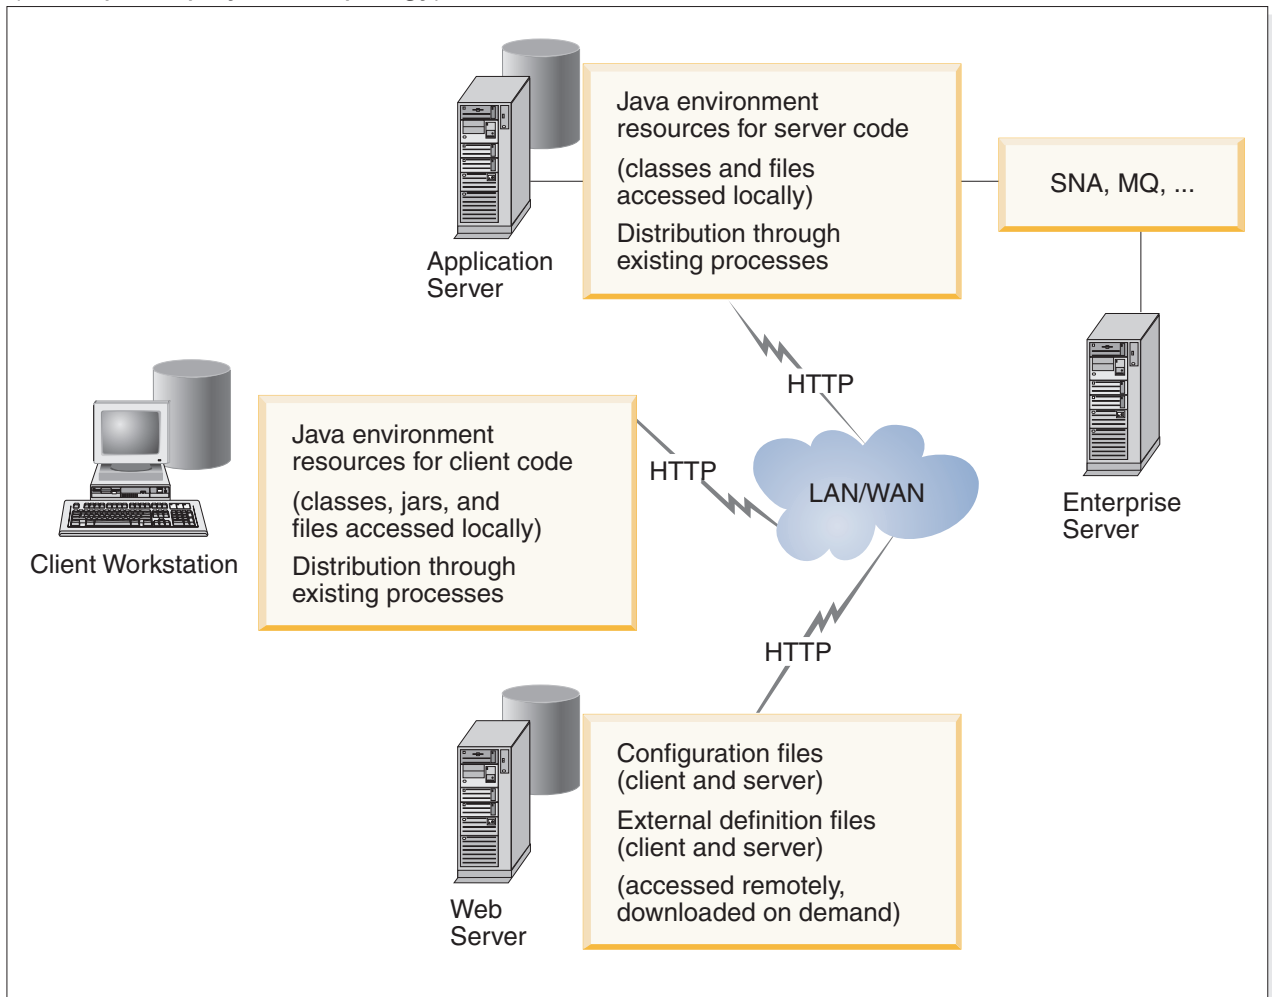 Java environment
resources for server code
(classes and files
accessed locally)
Distribution through
existing processes
SNA, MQ, ...
Application
Server
HTTP
Java environment
resources for client code
(classes, jars, and
files accessed locally)
Distribution through
existing processes
HTTP
LAN/WAN
Enterprise
Server
Client Workstation
HTTP
Configuration files
(client and server)
External definition files
(client and server)
(accessed remotely,
downloaded on demand)
Web
Server